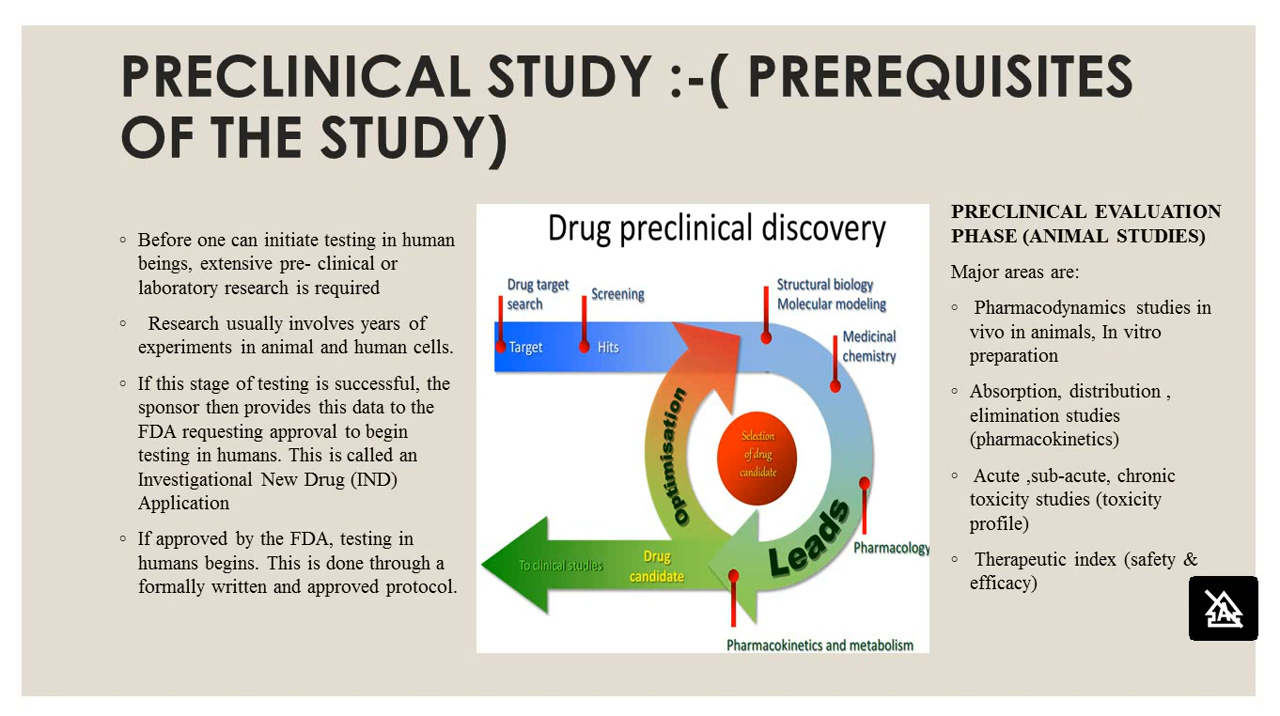 PRECLINICAL STUDY :-( PREREQUISITES
OF THE STUDY)
◦ Before one can initiate testing in human
beings, extensive pre- clinical or
laboratory research is required
◦ Research usually involves years of
experiments in animal and human cells.
◦ If this stage of testing is successful, the
sponsor then provides this data to the
FDA requesting approval to begin
testing in humans. This is called an
Investigational New Drug (IND)
Application
◦ If approved by the FDA, testing in
humans begins. This is done through a
formally written and approved protocol.
Drug preclinical discovery
Drug target
search
Screening
Structural biology
Molecular modeling
Medicinal
chemistry
Target
Hits
Optimisation
Selection
of drug
candidate
Leads
Pharmacology
To clinical studies
Drug
candidate
Pharmacokinetics and metabolism
PRECLINICAL EVALUATION
PHASE (ANIMAL STUDIES)
Major areas are:
◦ Pharmacodynamics studies in
vivo in animals, In vitro
preparation
◦ Absorption, distribution ,
elimination studies
(pharmacokinetics)
◦ Acute ,sub-acute, chronic
toxicity studies (toxicity
profile)
◦ Therapeutic index (safety &
efficacy)
A